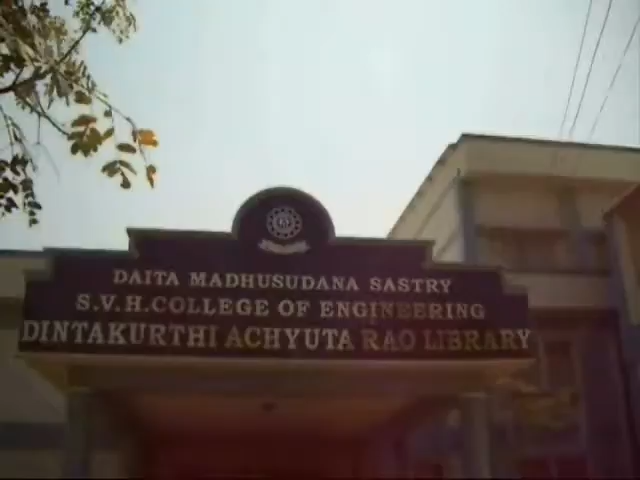 DAITA MADHUSUDANA SASTRY
S.V.H.COLLEGE OF ENGINEERING
DINTAKURTHI ACHYUTA RAO LIBRARY